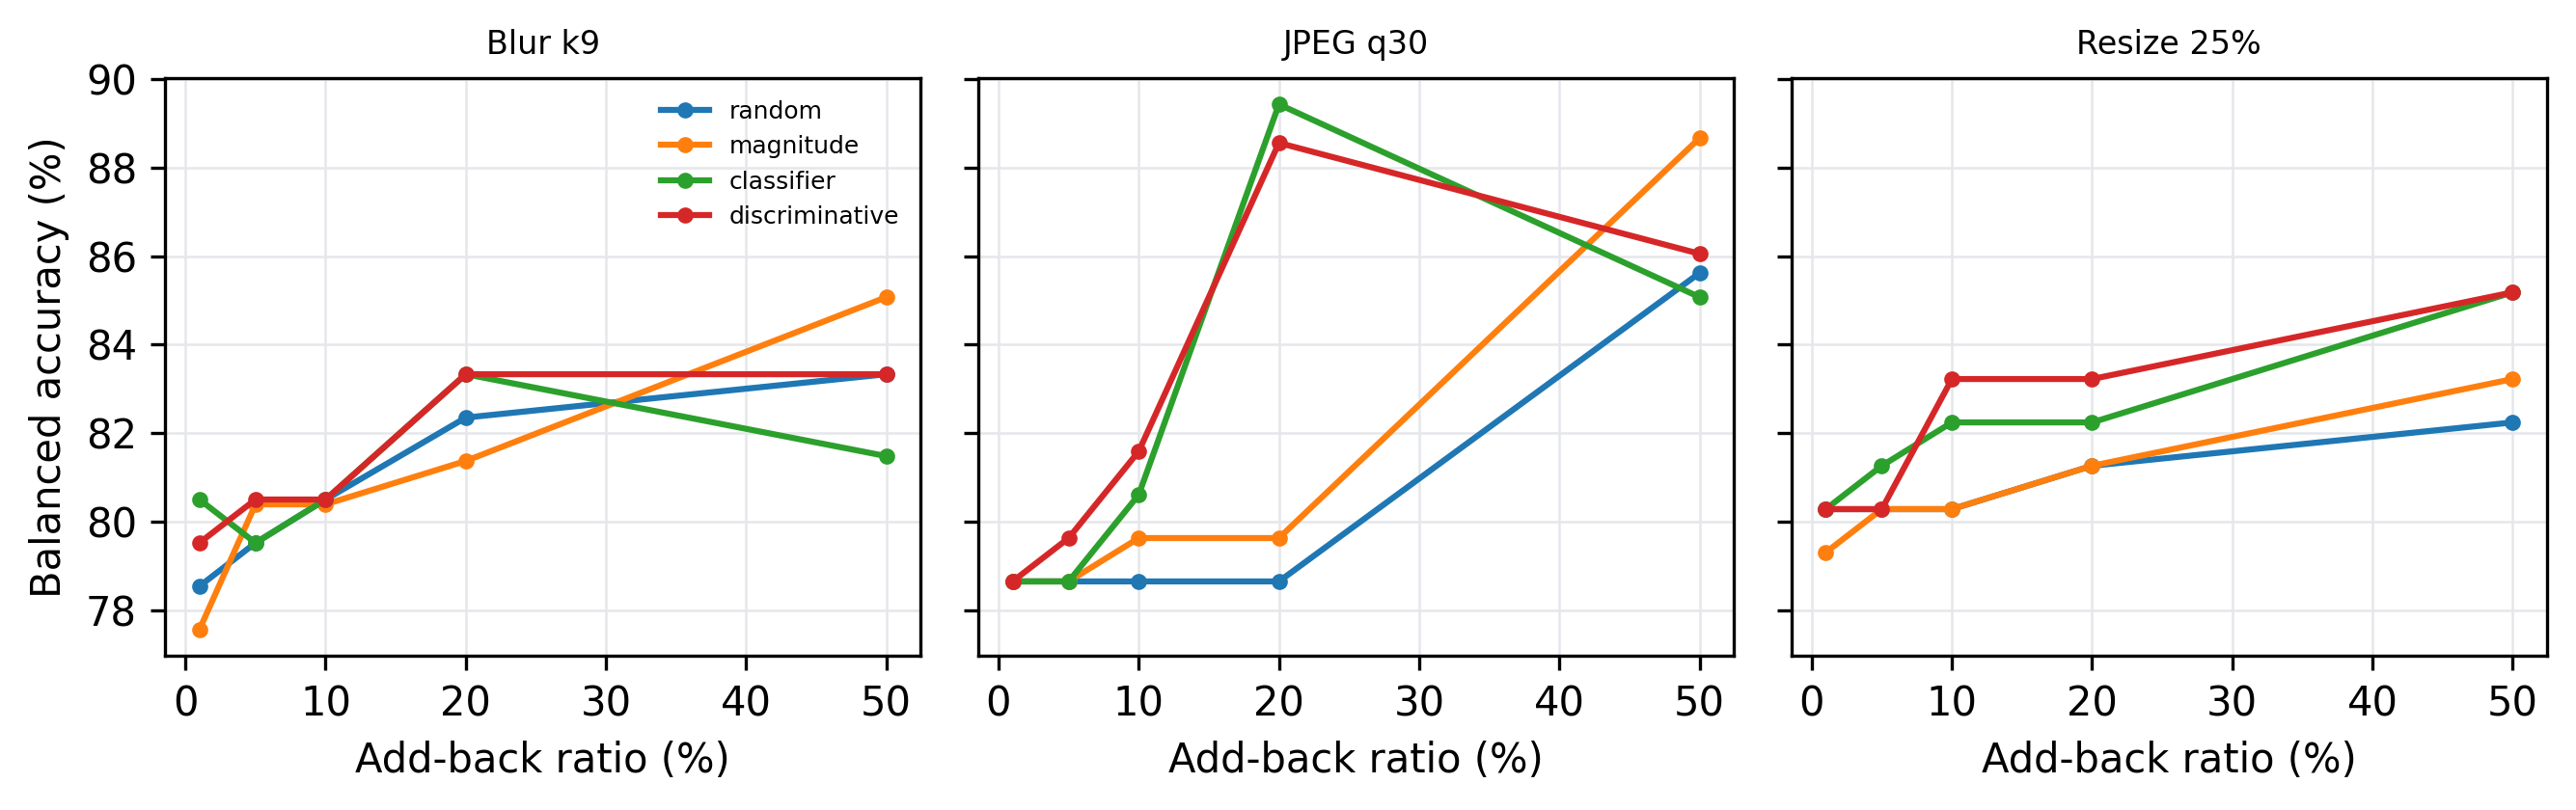 Blur k9
JPEG q30
Resize 25%
Balanced accuracy (%)
90
88
86
84
82
80
78
random
magnitude
classifier
discriminative
0 10 20 30 40 50
0 10 20 30 40 50
0 10 20 30 40 50
Add-back ratio (%)
Add-back ratio (%)
Add-back ratio (%)